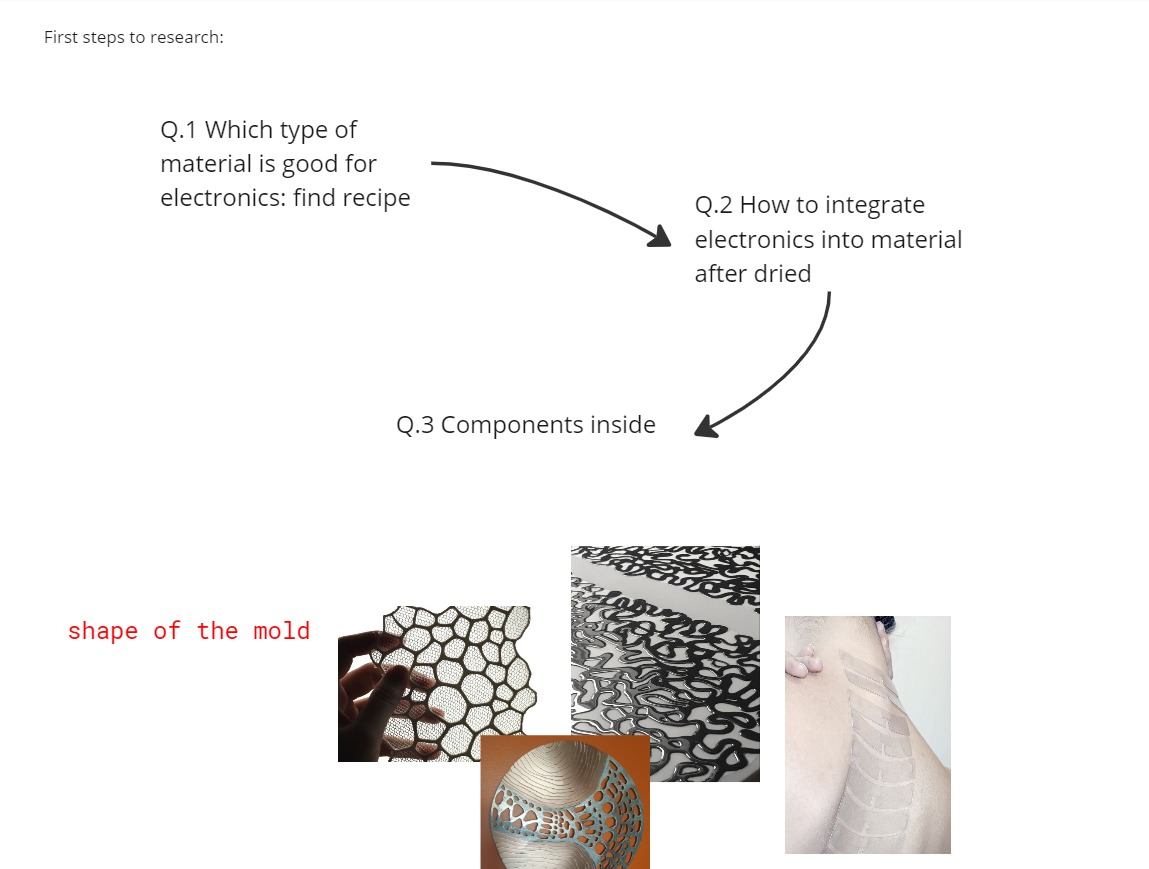 First steps to research:
Q.1 Which type of
material is good for
electronics: find recipe
Q.2 How to integrate
electronics into material
after dried
Q.3 Components inside
shape of the mold